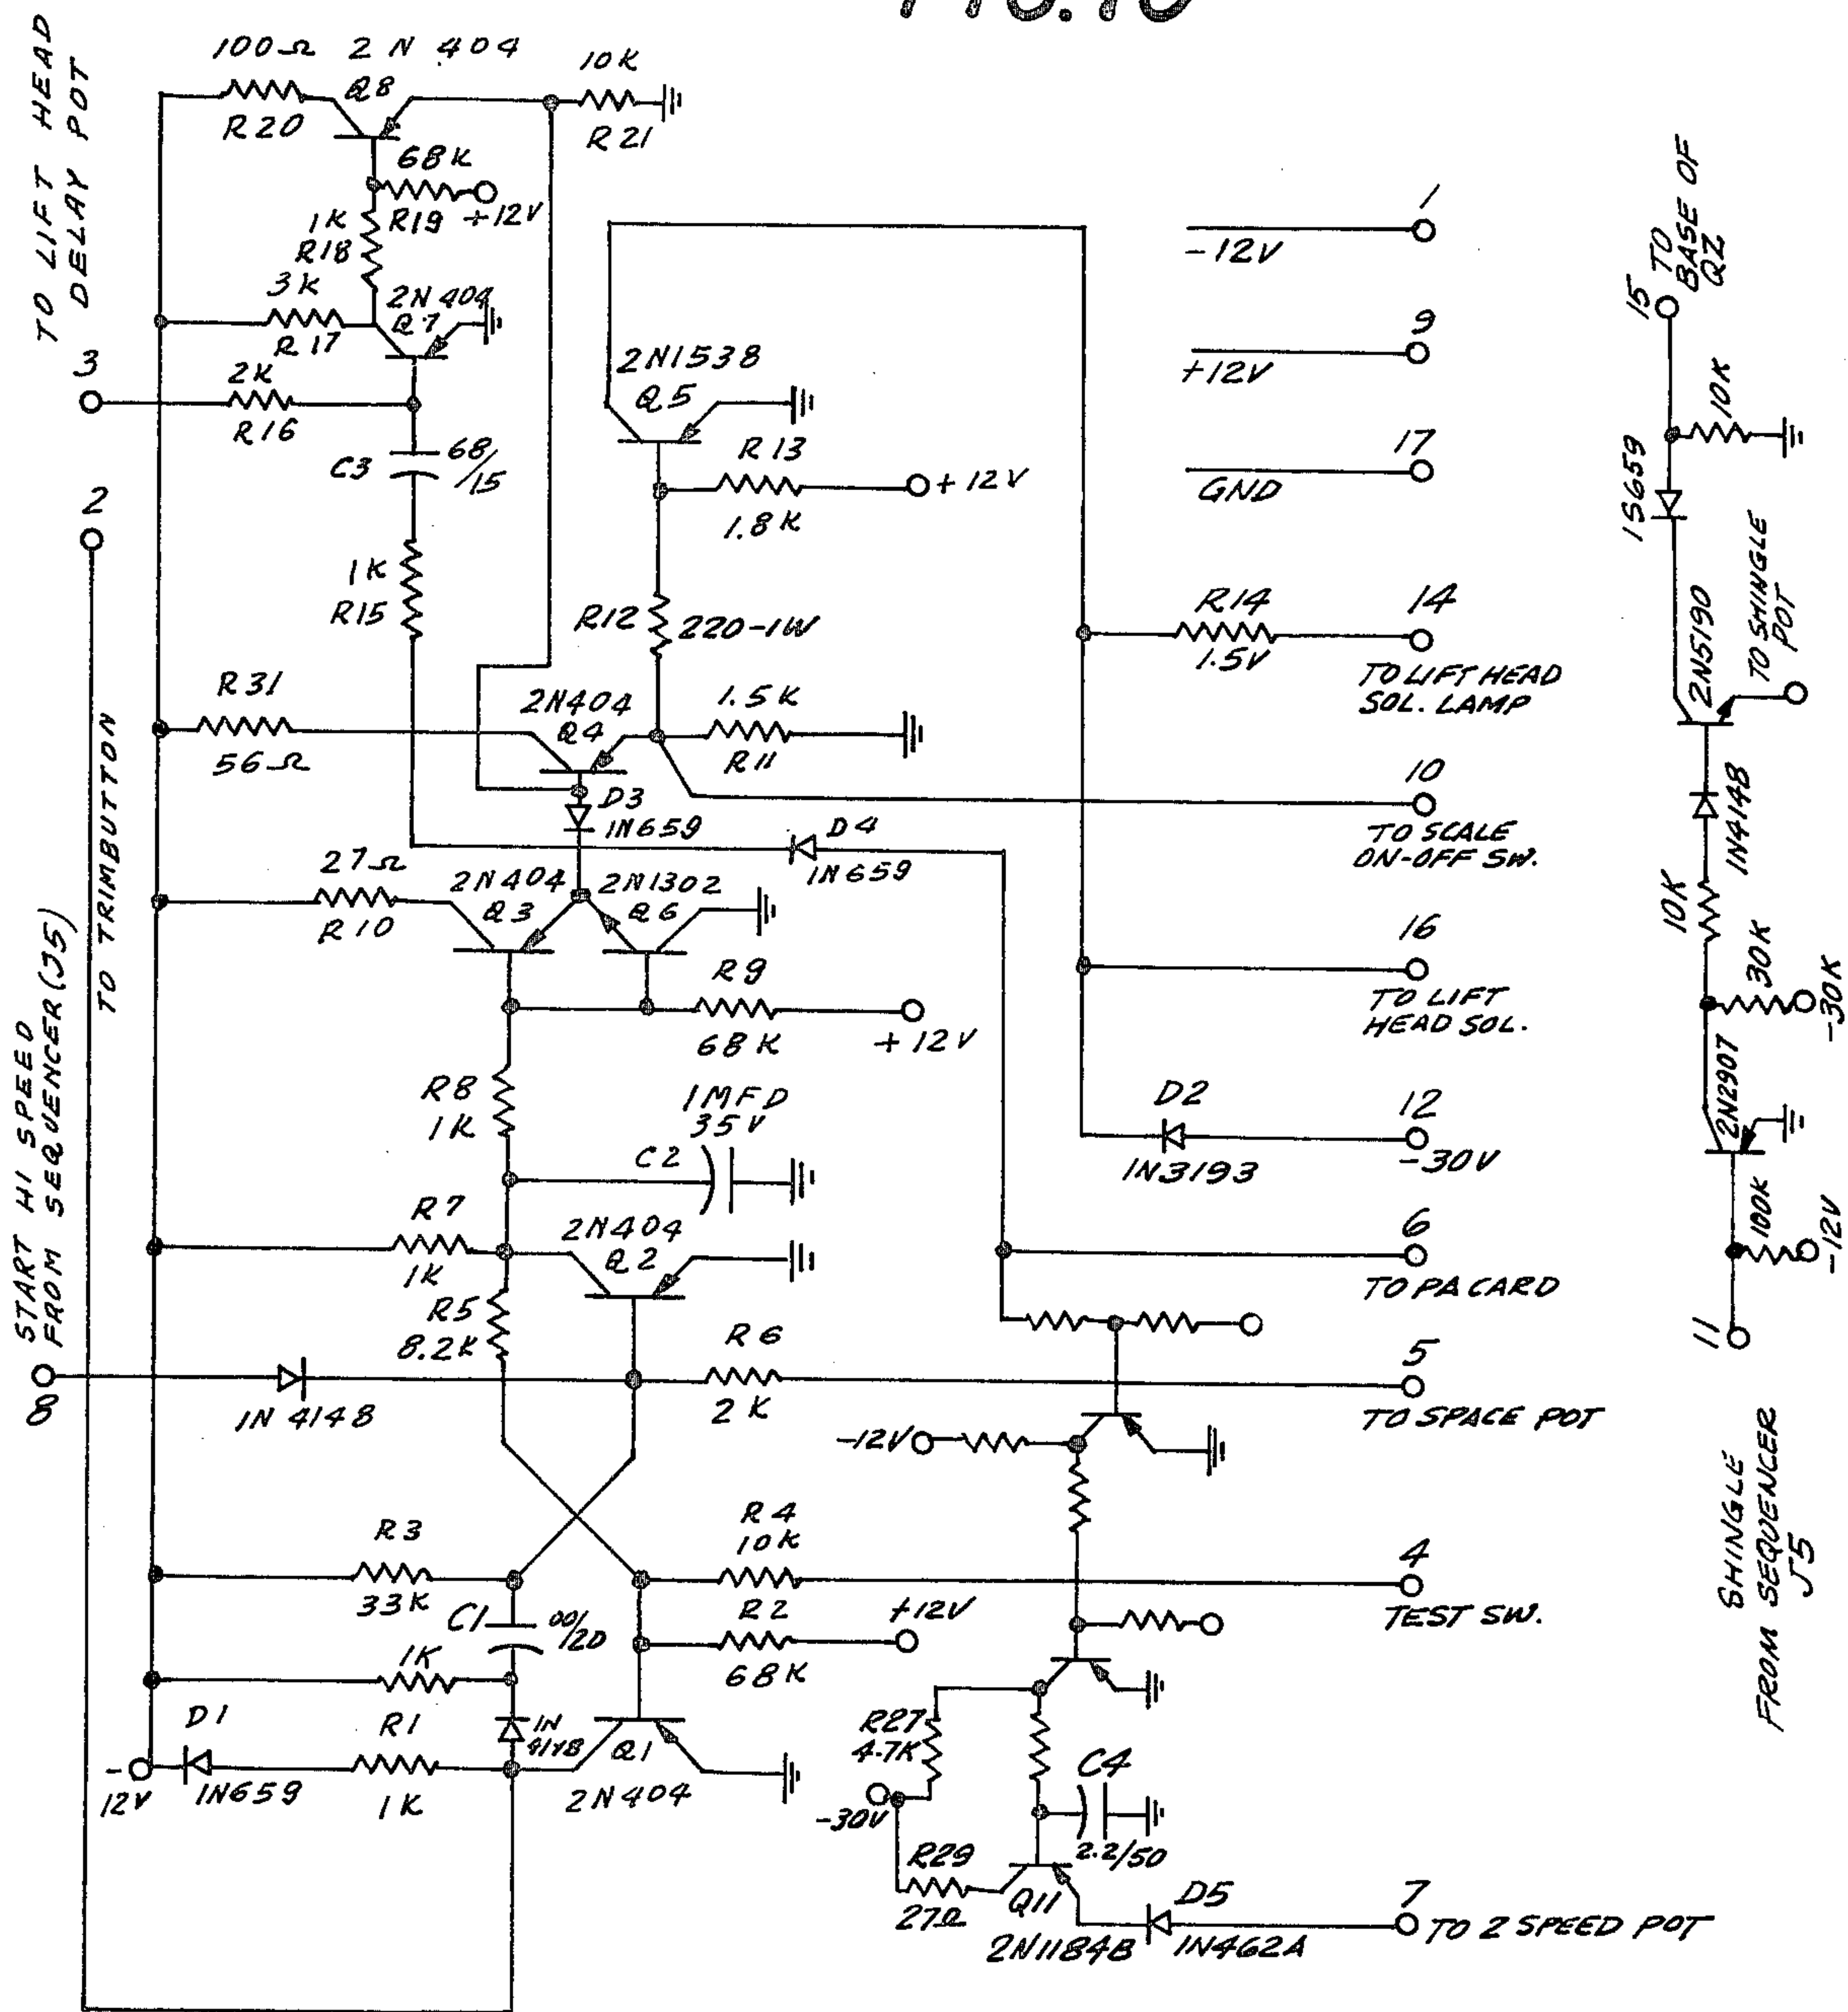 FIG. 10
TO LIFT HEAD
DELAY POT
100Ω
2N404
Q8
R20
10K
R21
68K
R19
+12V
1K
R18
3K
R17
2N404
Q7
3
2K
R16
C3
68/15
2
TO TRIMBUTTON
1K
R15
2N1538
Q5
R13
1.8K
+12V
R12
220-1W
R31
56Ω
2N404
Q4
1.5K
R11
D3
1N659
D4
1N659
27Ω
R10
2N404
Q3
2N1302
Q6
R9
68K
+12V
R8
1K
1MFD
35V
C2
R7
1K
2N404
Q2
R5
8.2K
START HI SPEED
FROM SEQUENCER (J5)
8
1N4148
R6
2K
R3
33K
R4
10K
C1
00/20
R2
68K
+12V
1K
D1
1N659
R1
1K
1N
4148
Q1
2N404
-
12V
1
-12V
9
+12V
17
GND
R14
1.5V
14
TO LIFT HEAD
SOL. LAMP
10
TO SCALE
ON-OFF SW.
16
TO LIFT
HEAD SOL.
D2
1N3193
12
-30V
6
TO PA CARD
5
TO SPACE POT
-12V
4
TEST SW.
R27
4.7K
-30V
C4
2.2/50
R29
27Ω
Q11
2N1184B
D5
1N462A
7
TO 2 SPEED POT
15
TO
BASE OF
QZ
10K
1S659
2N5190
TO SHINGLE
POT
1N4148
10K
30K
-30K
2N2907
100K
-12V
11
SHINGLE
FROM SEQUENCER
J5